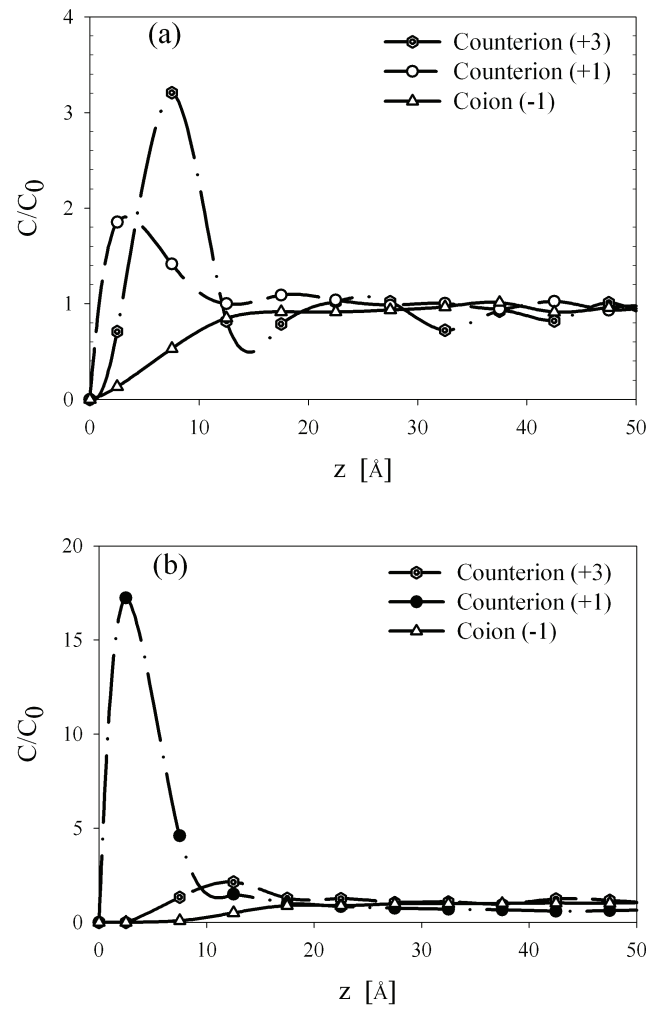 (a)
Counterion (+3)
Counterion (+1)
Coion (-1)
4
3
2
1
0
C/C0
0 10 20 30 40 50
z [Å]
(b)
Counterion (+3)
Counterion (+1)
Coion (-1)
20
15
10
5
0
C/C0
0 10 20 30 40 50
z [Å]